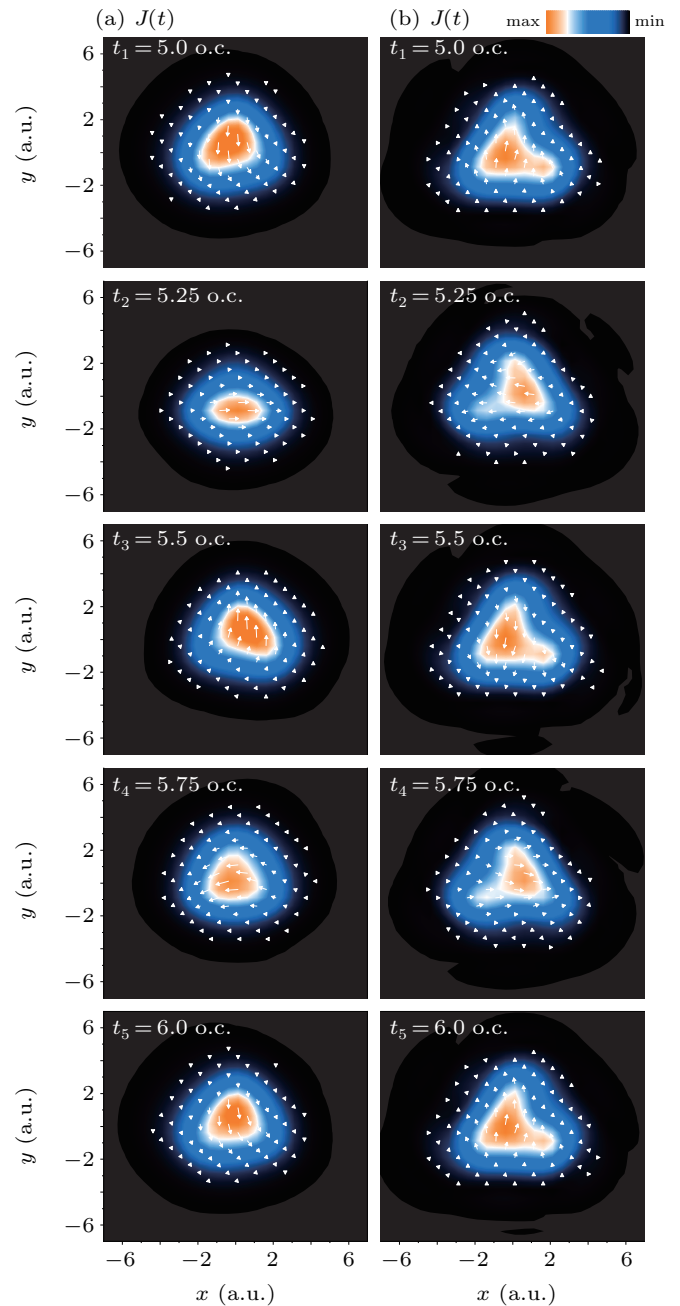 (a) J(t) (b) J(t) max min
t₁ = 5.0 o.c. t₁ = 5.0 o.c.
6
2
−2
−6
y (a.u.)
t₂ = 5.25 o.c. t₂ = 5.25 o.c.
6
2
−2
−6
y (a.u.)
t₃ = 5.5 o.c. t₃ = 5.5 o.c.
6
2
−2
−6
y (a.u.)
t₄ = 5.75 o.c. t₄ = 5.75 o.c.
6
2
−2
−6
y (a.u.)
t₅ = 6.0 o.c. t₅ = 6.0 o.c.
6
2
−2
−6
y (a.u.)
−6 −2 2 6 −6 −2 2 6
x (a.u.) x (a.u.)